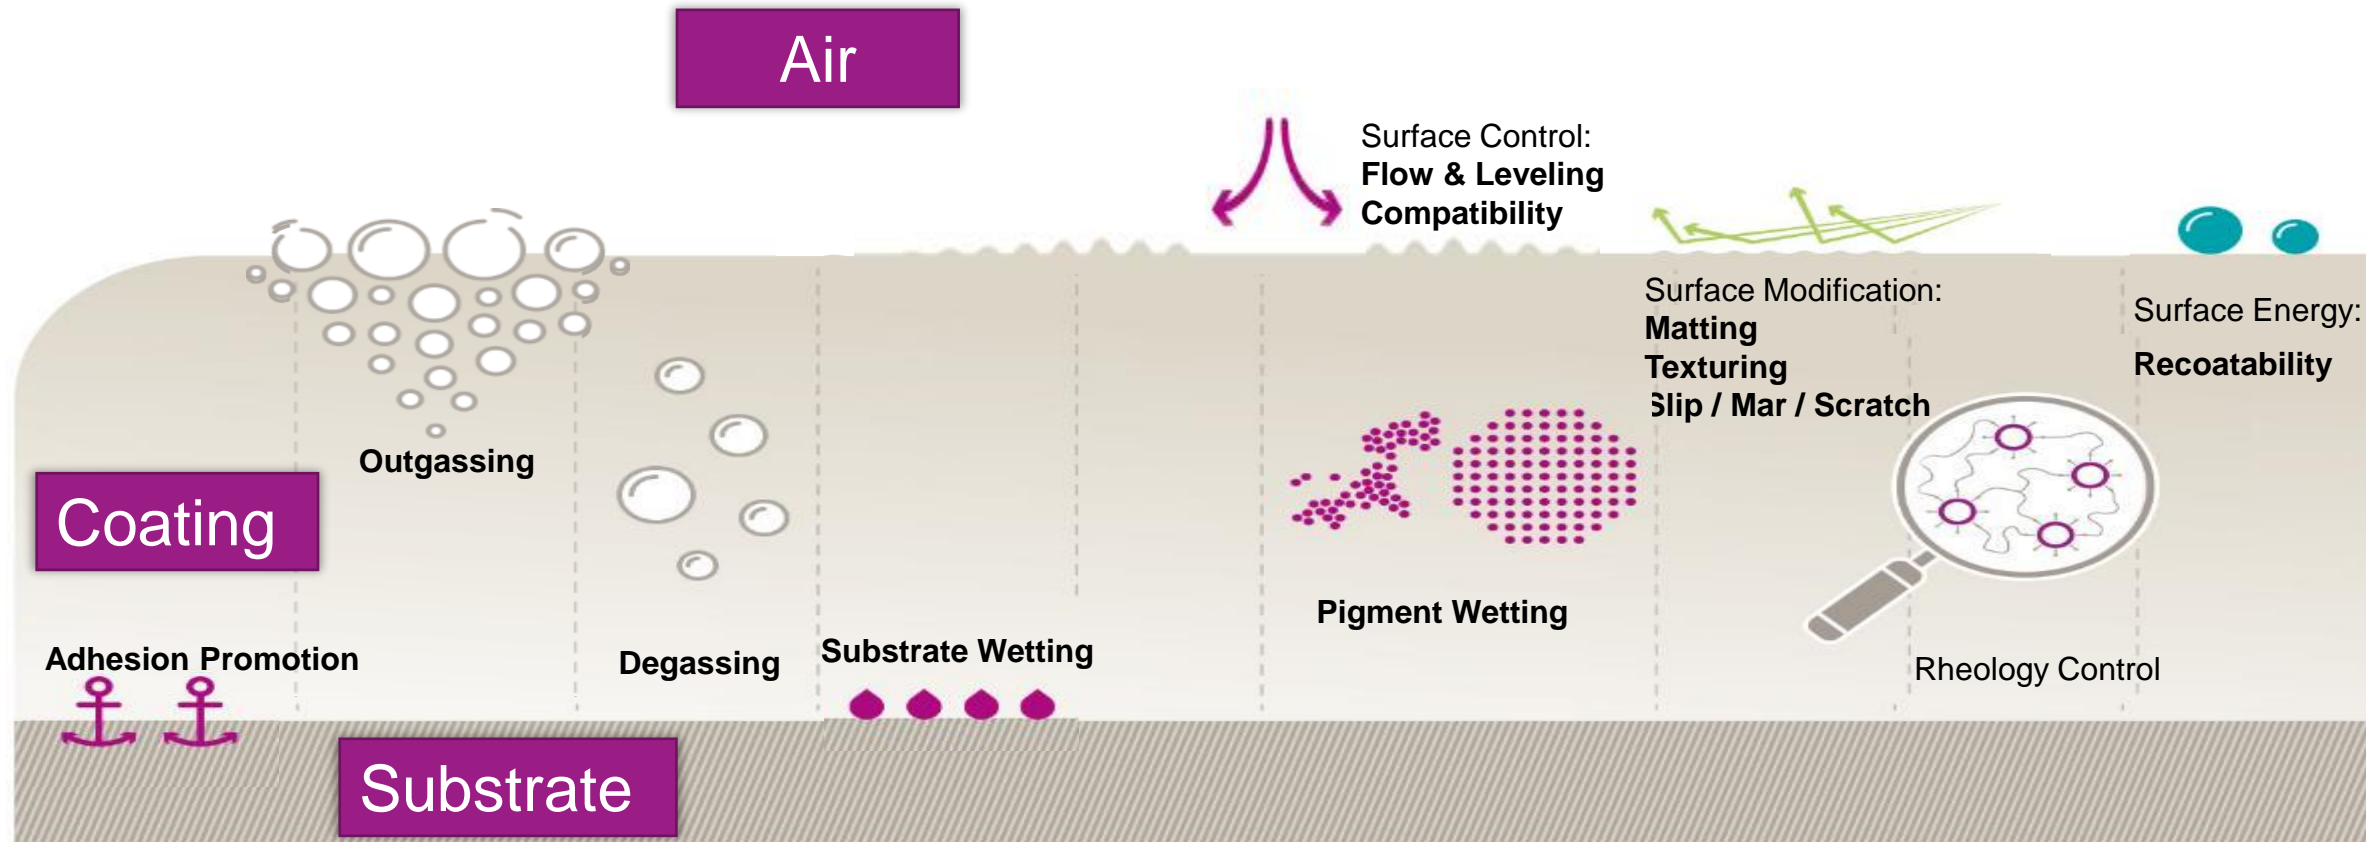 Air
Surface Control:
Flow & Leveling
Compatibility
Surface Modification:
Matting
Texturing
Slip / Mar / Scratch
Surface Energy:
Recoatability
Outgassing
Coating
Pigment Wetting
Adhesion Promotion
Degassing
Substrate Wetting
Rheology Control
Substrate